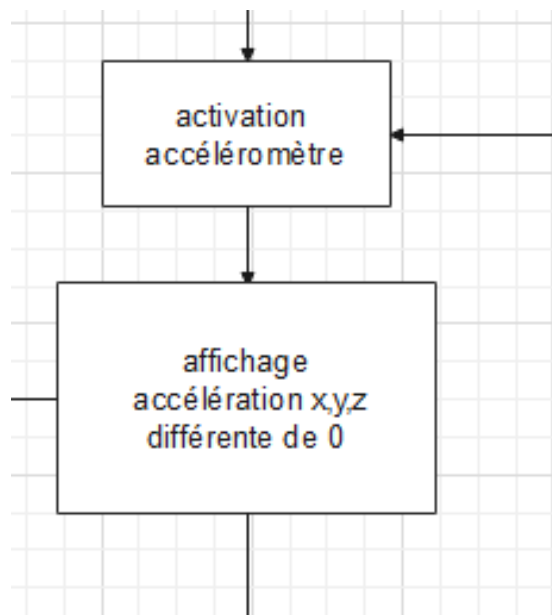 activation
accéléromètre
affichage
accélération x,y,z
différente de 0